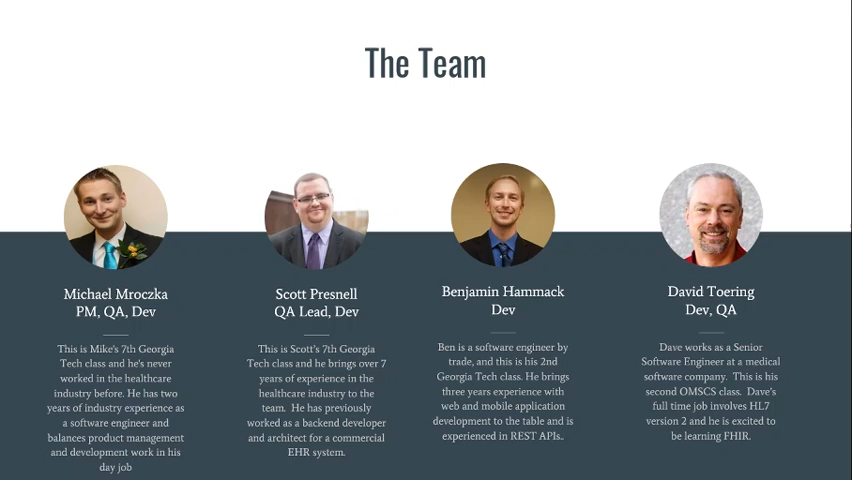 The Team
Michael Mroczka
PM, QA, Dev
This is Mike's 7th Georgia
Tech class and he's never
worked in the healthcare
industry before. He has two
years of industry experience as
a software engineer and
balances product management
and development work in his
day job
Scott Presnell
QA Lead, Dev
This is Scott's 7th Georgia
Tech class and he brings over 7
years of experience in the
healthcare industry to the
team. He has previously
worked as a backend developer
and architect for a commercial
EHR system.
Benjamin Hammack
Dev
Ben is a software engineer by
trade, and this is his 2nd
Georgia Tech class. He brings
three years experience with
web and mobile application
development to the table and is
experienced in REST APIs..
David Toering
Dev, QA
Dave works as a Senior
Software Engineer at a medical
software company. This is his
second OMSCS class. Dave's
full time job involves HL7
version 2 and he is excited to
be learning FHIR.